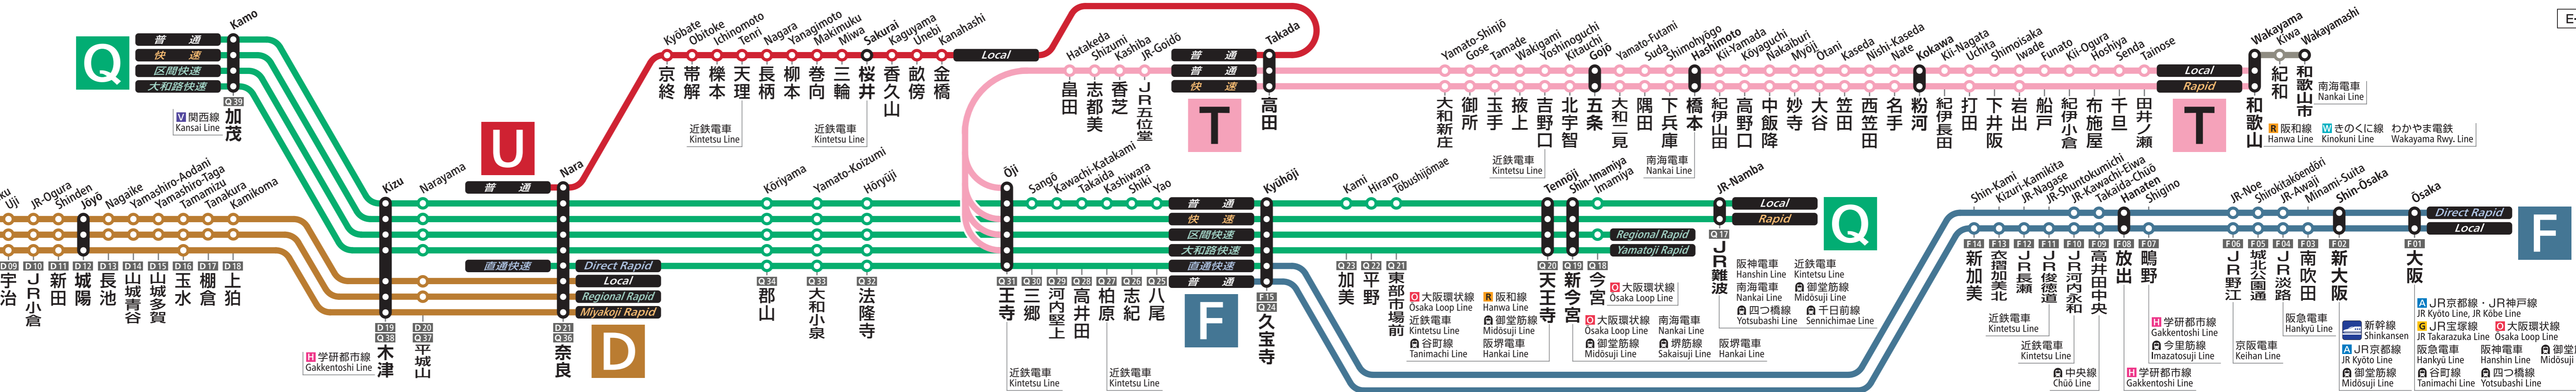 Q
普　通
快　速
区間快速
大和路快速
Kamo
Q39
加茂
V 関西線
Kansai Line
U
普　通
Kyōbate
京終
Obitoke
帯解
Ichinomoto
櫟本
Tenri
天理
近鉄電車
Kintetsu Line
Nagara
長柄
Yanagimoto
柳本
Makimuku
巻向
Miwa
三輪
Sakurai
桜井
近鉄電車
Kintetsu Line
Kaguyama
香久山
Unebi
畝傍
Kanahashi
金橋
Local
Hatakeda
畠田
Shizumi
志都美
Kashiba
香芝
JR-Goidō
JR五位堂
普　通
普　通
快　速
T
Takada
高田
Yamato-Shinjō
大和新庄
Gose
御所
Tamade
玉手
Wakigami
掖上
Yoshinoguchi
吉野口
近鉄電車
Kintetsu Line
Kitauchi
北宇智
Gojō
五条
Yamato-Futami
大和二見
Suda
隅田
Shimohyōgo
下兵庫
Hashimoto
橋本
南海電車
Nankai Line
Kii-Yamada
紀伊山田
Kōyaguchi
高野口
Nakaiburi
中飯降
Myōji
妙寺
Ōtani
大谷
Kaseda
笠田
Nishi-Kaseda
西笠田
Nate
名手
Kokawa
粉河
Kii-Nagata
紀伊長田
Uchita
打田
Shimoisaka
下井阪
Iwade
岩出
Funato
船戸
Kii-Ogura
紀伊小倉
Hoshiya
布施屋
Senda
千旦
Tainose
田井ノ瀬
Local
Rapid
T
Wakayama
和歌山
R 阪和線
Hanwa Line
W きのくに線
Kinokuni Line
わかやま電鉄
Wakayama Rwy. Line
Kiwa
紀和
Wakayamashi
和歌山市
南海電車
Nankai Line
Uji
D09
宇治
JR-Ogura
D10
JR小倉
Shinden
D11
新田
Jōyō
D12
城陽
Nagaike
D13
長池
Yamashiro-Aodani
D14
山城青谷
Yamashiro-Taga
D15
山城多賀
Tamamizu
D16
玉水
Tanakura
D17
棚倉
Kamikoma
D18
上狛
Kizu
D19
Q38
木津
H 学研都市線
Gakkentoshi Line
Narayama
D20
Q37
平城山
Nara
D21
Q36
奈良
直通快速
Direct Rapid
Local
Regional Rapid
Miyakoji Rapid
D
Kōriyama
Q34
郡山
Yamato-Koizumi
Q33
大和小泉
Hōryūji
Q32
法隆寺
Ōji
Q31
王寺
近鉄電車
Kintetsu Line
Sangō
Q30
三郷
Kawachi-Katakami
Q29
河内堅上
Takaida
Q28
高井田
Kashiwara
Q27
柏原
近鉄電車
Kintetsu Line
Shiki
Q26
志紀
Yao
Q25
八尾
普　通
快　速
区間快速
大和路快速
直通快速
普　通
F
Kyūhōji
F15
Q24
久宝寺
Kami
Q23
加美
Hirano
Q22
平野
Tōbushijōmae
Q21
東部市場前
Tennōji
Q20
天王寺
O 大阪環状線
Ōsaka Loop Line
R 阪和線
Hanwa Line
近鉄電車
Kintetsu Line
御堂筋線
Midōsuji Line
谷町線
Tanimachi Line
阪堺電車
Hankai Line
Shin-Imamiya
Q19
新今宮
O 大阪環状線
Ōsaka Loop Line
南海電車
Nankai Line
御堂筋線
Midōsuji Line
堺筋線
Sakaisuji Line
阪堺電車
Hankai Line
Imamiya
Q18
今宮
O 大阪環状線
Ōsaka Loop Line
Regional Rapid
Yamatoji Rapid
JR-Namba
Q17
JR難波
阪神電車
Hanshin Line
近鉄電車
Kintetsu Line
南海電車
Nankai Line
御堂筋線
Midōsuji Line
四つ橋線
Yotsubashi Line
千日前線
Sennichimae Line
Local
Rapid
Q
Shin-Kami
F14
新加美
Kizuri-Kamikita
F13
衣摺加美北
JR-Nagase
F12
JR長瀬
JR-Shuntokumichi
F11
JR俊徳道
近鉄電車
Kintetsu Line
JR-Kawachi-Eiwa
F10
JR河内永和
近鉄電車
Kintetsu Line
Takaida-Chūō
F09
高井田中央
中央線
Chūō Line
Hanaten
F08
放出
H 学研都市線
Gakkentoshi Line
Shigino
F07
鴫野
H 学研都市線
Gakkentoshi Line
今里筋線
Imazatosuji Line
JR-Noe
F06
JR野江
京阪電車
Keihan Line
Shirokitakōendōri
F05
城北公園通
JR-Awaji
F04
JR淡路
阪急電車
Hankyū Line
Minami-Suita
F03
南吹田
Shin-Ōsaka
F02
新大阪
新幹線
Shinkansen
A JR京都線
JR Kyōto Line
御堂筋線
Midōsuji Line
Ōsaka
F01
大阪
A JR京都線・JR神戸線
JR Kyōto Line, JR Kōbe Line
G JR宝塚線
JR Takarazuka Line
O 大阪環状線
Ōsaka Loop Line
阪急電車
Hankyū Line
阪神電車
Hanshin Line
Midōsuji
谷町線
Tanimachi Line
四つ橋線
Yotsubashi Line
Direct Rapid
Local
F